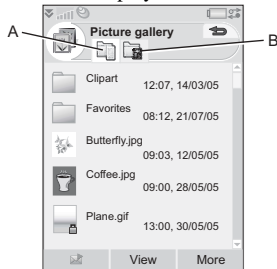 A
B
Picture gallery
Clipart
12:07, 14/03/05
Favorites
08:12, 21/07/05
Butterfly.jpg
09:03, 12/05/05
Coffee.jpg
09:00, 28/05/05
Plane.gif
13:00, 30/05/05
View
More